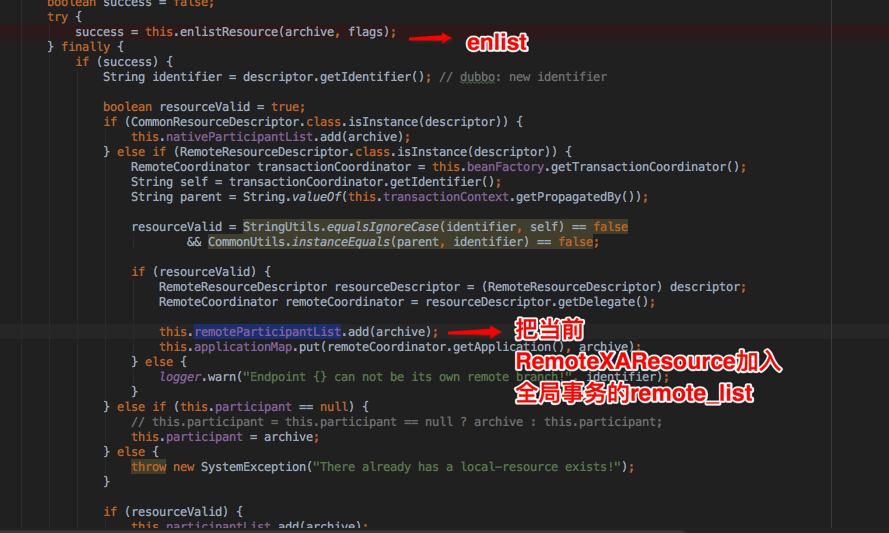 boolean success = false;
try {
success = this.enlistResource(archive, flags);
enlist
} finally {
if (success) {
String identifier = descriptor.getIdentifier(); // dubbo: new identifier
boolean resourceValid = true;
if (CommonResourceDescriptor.class.isInstance(descriptor)) {
this.nativeParticipantList.add(archive);
} else if (RemoteResourceDescriptor.class.isInstance(descriptor)) {
RemoteCoordinator transactionCoordinator = this.beanFactory.getTransactionCoordinator();
String self = transactionCoordinator.getIdentifier();
String parent = String.valueOf(this.transactionContext.getPropagatedBy());
resourceValid = StringUtils.equalsIgnoreCase(identifier, self) == false
&& CommonUtils.instanceEquals(parent, identifier) == false;
if (resourceValid) {
RemoteResourceDescriptor resourceDescriptor = (RemoteResourceDescriptor) descriptor;
RemoteCoordinator remoteCoordinator = resourceDescriptor.getDelegate();
this.remoteParticipantList.add(archive);
把当前
this.applicationMap.put(remoteCoordinator.getApplication(), archive);
RemoteXAResource加入
} else {
logger.warn("Endpoint {} can not be its own remote branch!", identifier);
全局事务的remote_list
}
} else if (this.participant == null) {
// this.participant = this.participant == null ? archive : this.participant;
this.participant = archive;
} else {
throw new SystemException("There already has a local-resource exists!");
}
if (resourceValid) {
this.participantList.add(archive);